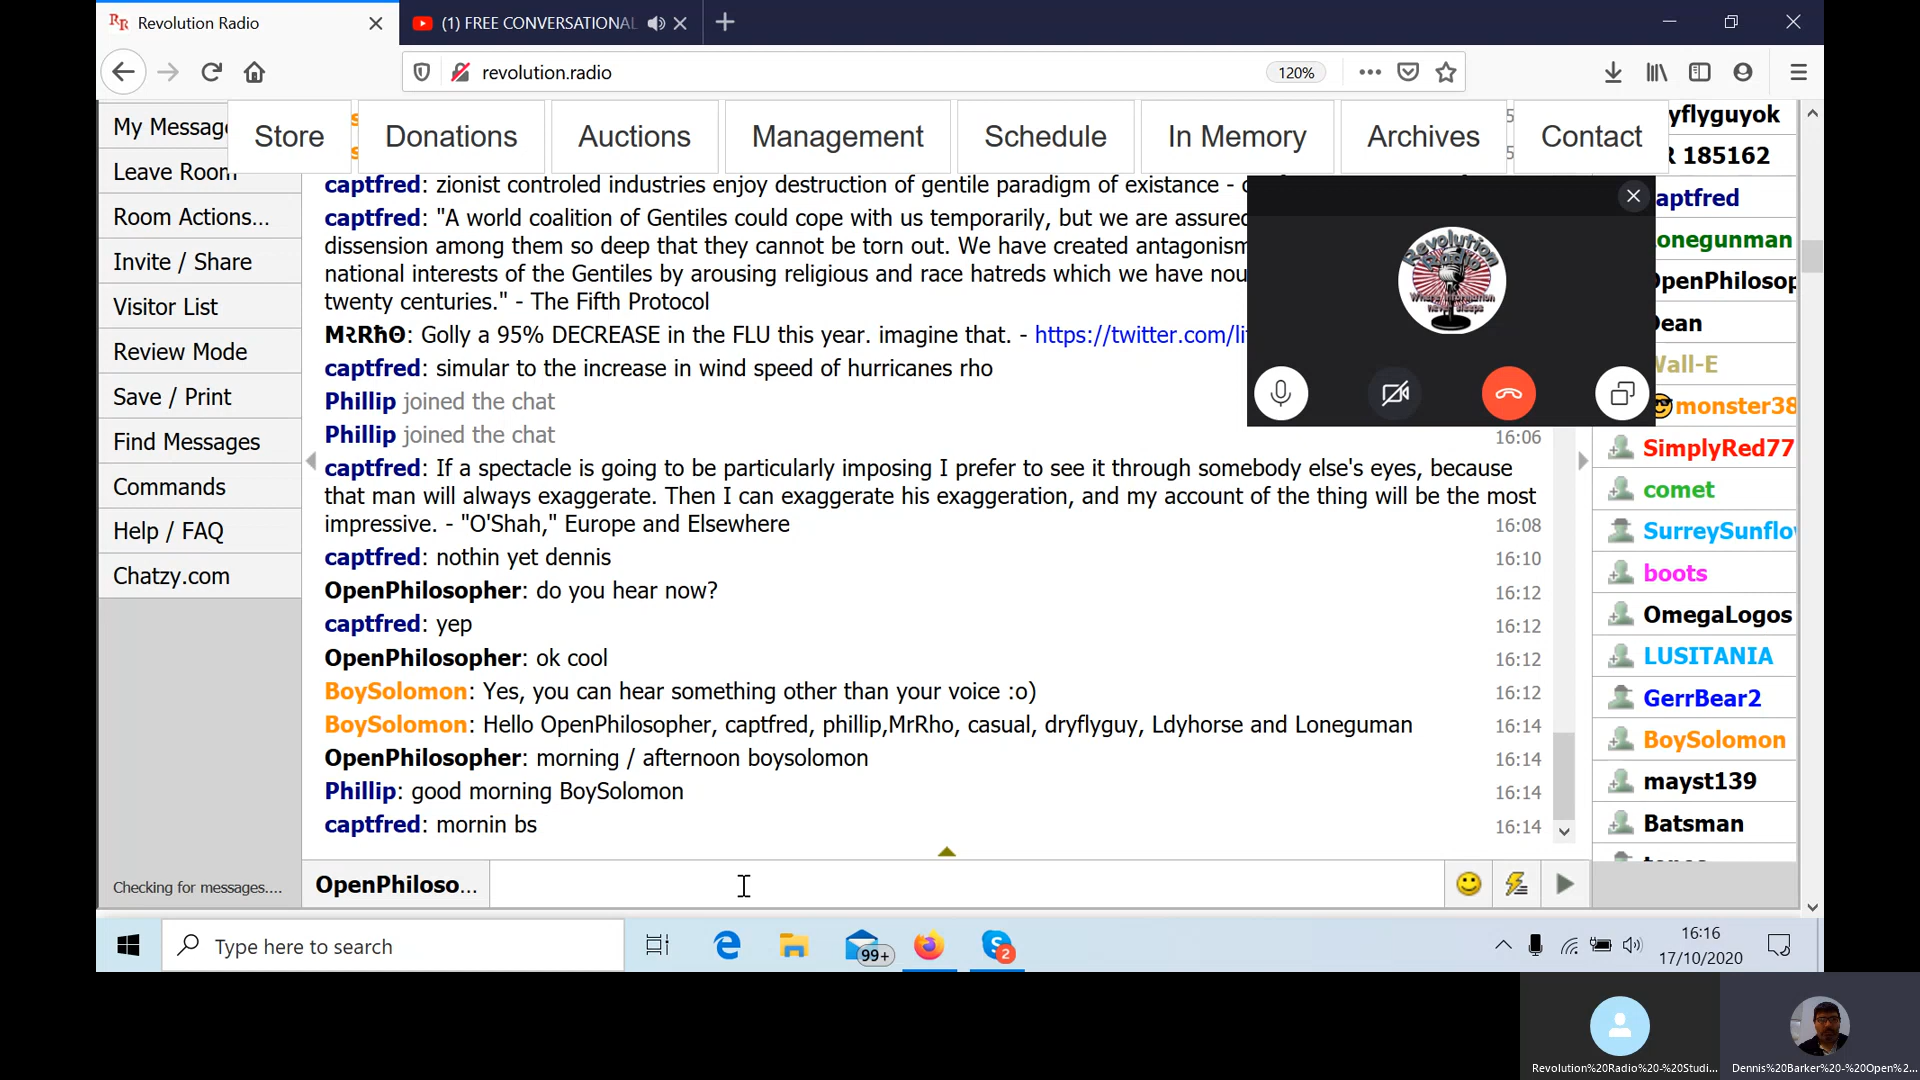 Revolution Radio
(1) FREE CONVERSATIONAL
revolution.radio
120%
Store
Donations
Auctions
Management
Schedule
In Memory
Archives
Contact
My Messag
Leave Room
Room Actions...
Invite / Share
Visitor List
Review Mode
Save / Print
Find Messages
Commands
Help / FAQ
Chatzy.com
Checking for messages....
captfred: zionist controled industries enjoy destruction of gentile paradigm of existance -
captfred: "A world coalition of Gentiles could cope with us temporarily, but we are assured
dissension among them so deep that they cannot be torn out. We have created antagonism
national interests of the Gentiles by arousing religious and race hatreds which we have nou
twenty centuries." - The Fifth Protocol
MꝛRħΘ: Golly a 95% DECREASE in the FLU this year. imagine that. - https://twitter.com/li
captfred: simular to the increase in wind speed of hurricanes rho
Phillip joined the chat
Phillip joined the chat
16:06
captfred: If a spectacle is going to be particularly imposing I prefer to see it through somebody else's eyes, because
that man will always exaggerate. Then I can exaggerate his exaggeration, and my account of the thing will be the most
impressive. - "O'Shah," Europe and Elsewhere 16:08
captfred: nothin yet dennis 16:10
OpenPhilosopher: do you hear now? 16:12
captfred: yep 16:12
OpenPhilosopher: ok cool 16:12
BoySolomon: Yes, you can hear something other than your voice :o) 16:12
BoySolomon: Hello OpenPhilosopher, captfred, phillip,MrRho, casual, dryflyguy, Ldyhorse and Loneguman 16:14
OpenPhilosopher: morning / afternoon boysolomon 16:14
Phillip: good morning BoySolomon 16:14
captfred: mornin bs 16:14
OpenPhiloso...
Revolution
Radio
Where information
never sleeps
yflyguyok
R 185162
aptfred
onegunman
OpenPhilosop
Dean
Wall-E
monster38
SimplyRed77
comet
SurreySunflo
boots
OmegaLogos
LUSITANIA
GerrBear2
BoySolomon
mayst139
Batsman
Type here to search
99+
2
16:16
17/10/2020
Revolution%20Radio%20-%20Studi...
Dennis%20Barker%20-%20Open%2...